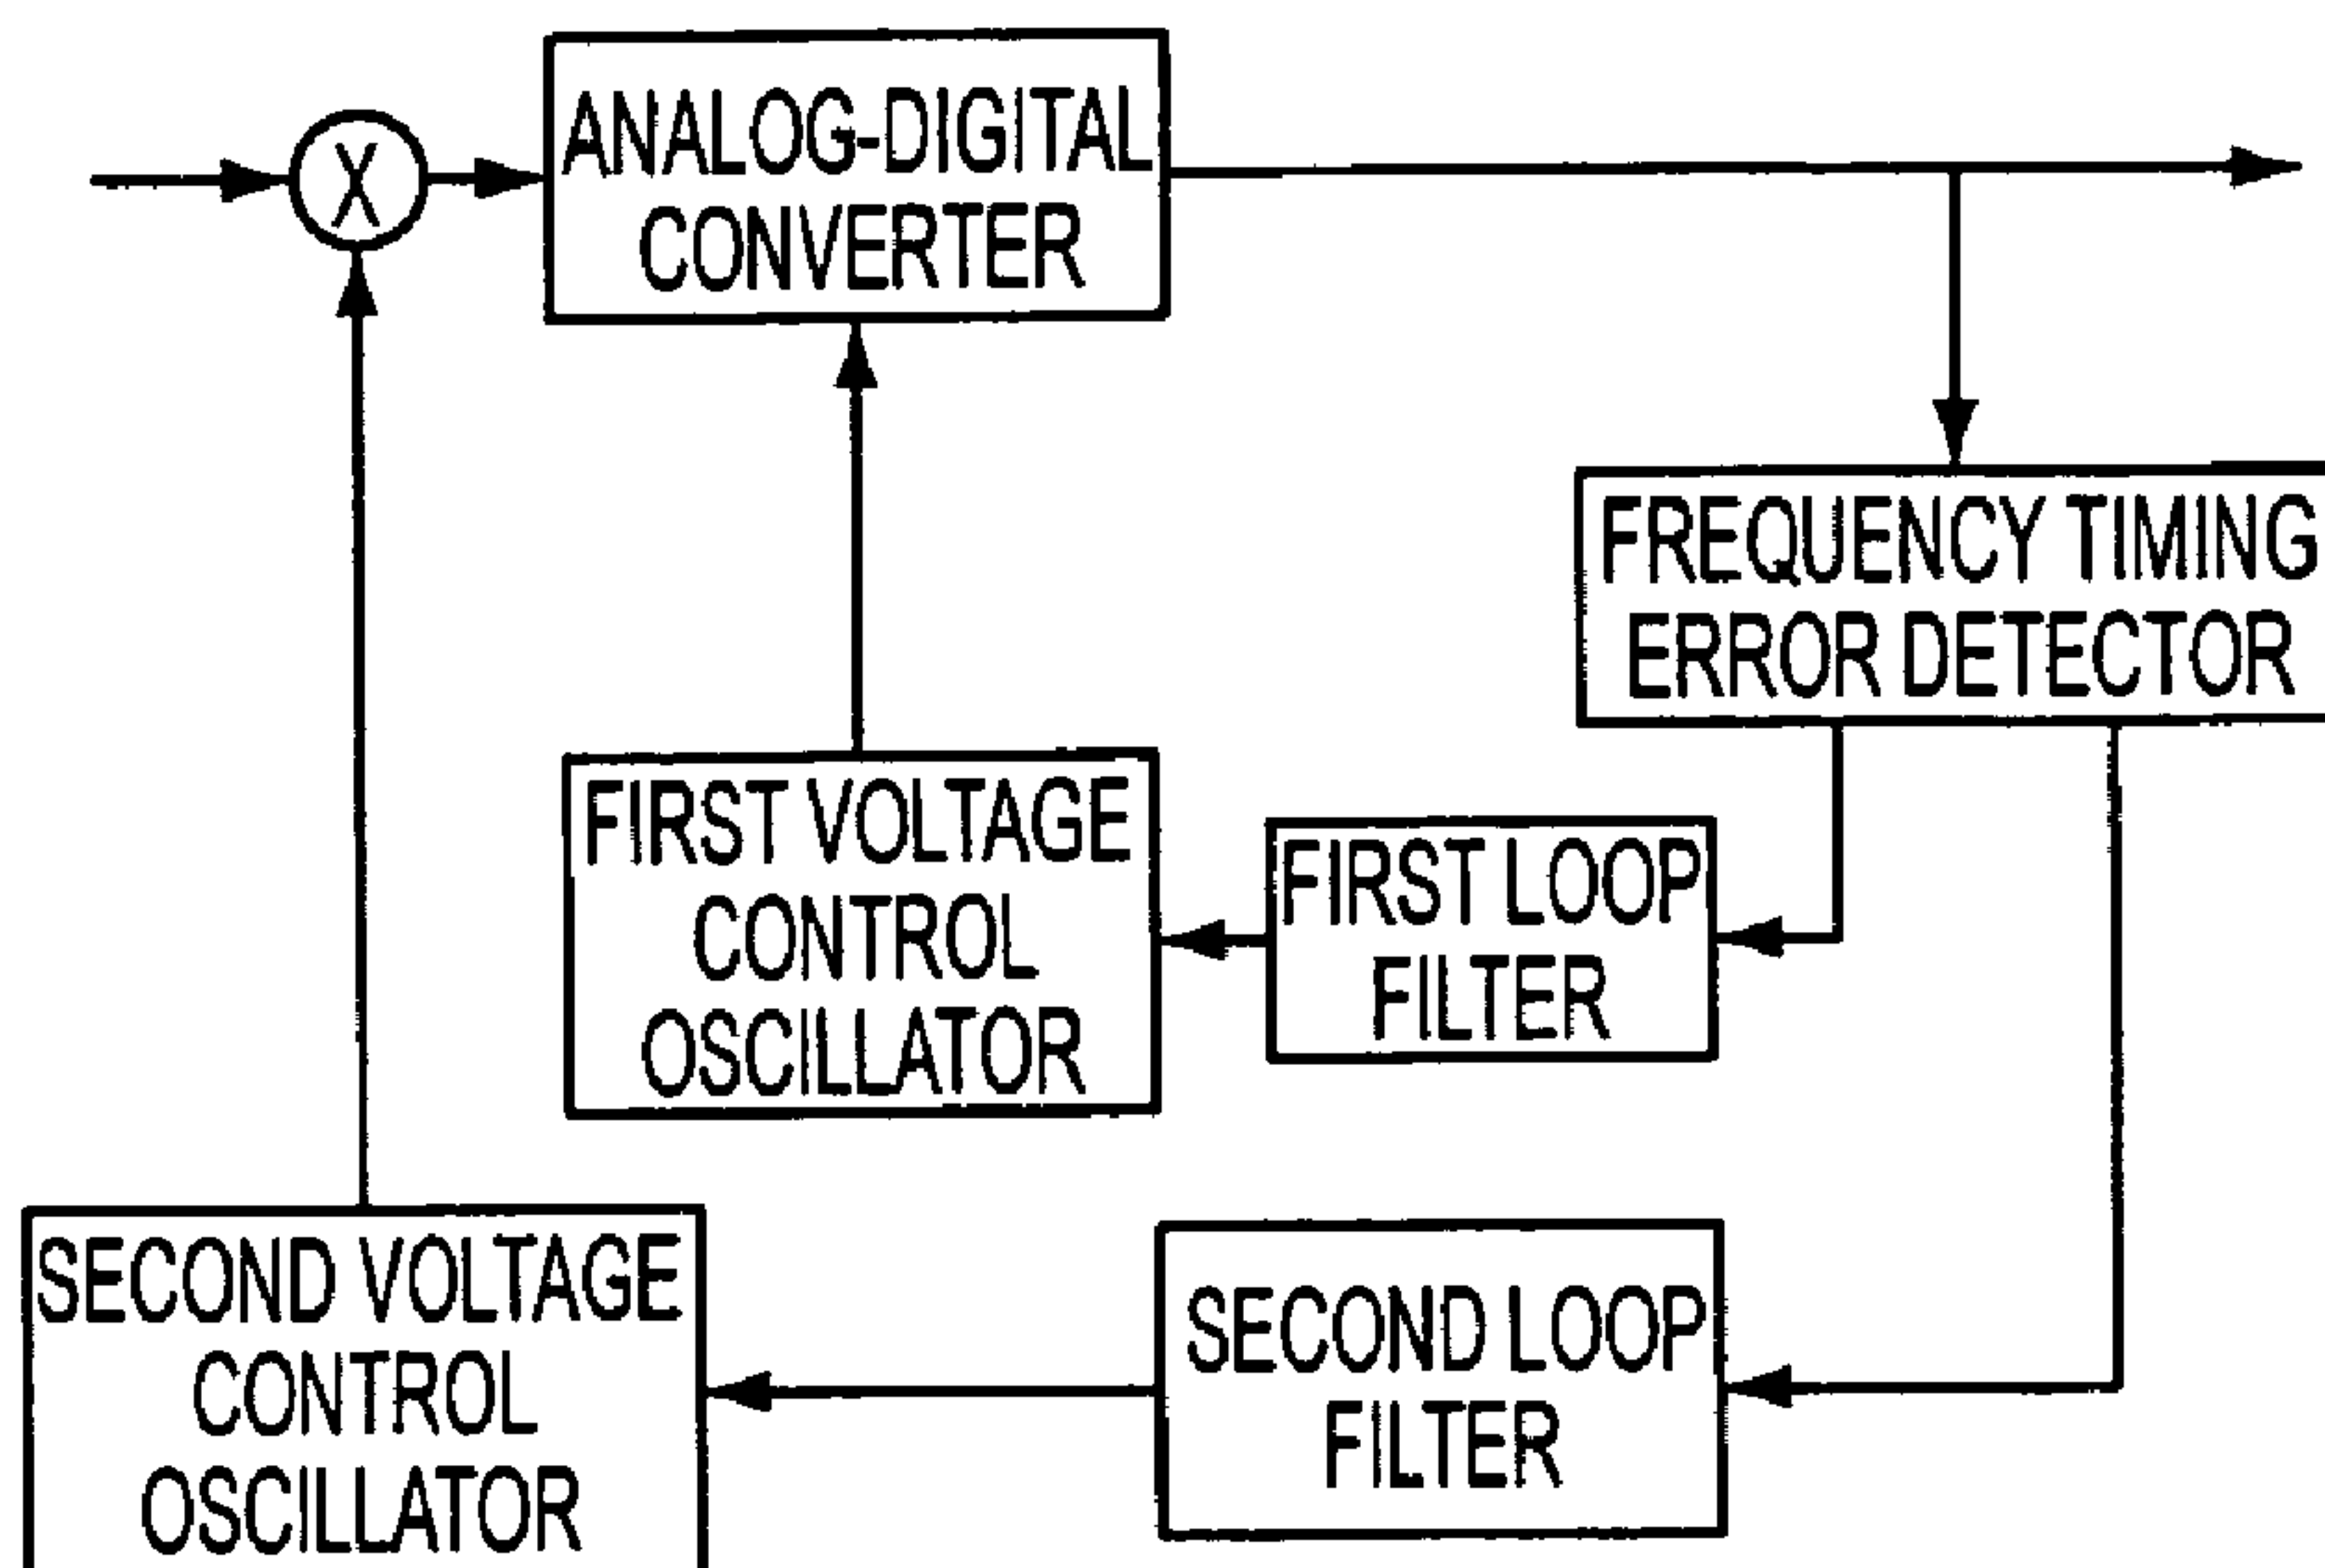 X
ANALOG-DIGITAL
CONVERTER
FREQUENCY TIMING
ERROR DETECTOR
FIRST VOLTAGE
CONTROL
OSCILLATOR
FIRST LOOP
FILTER
SECOND VOLTAGE
CONTROL
OSCILLATOR
SECOND LOOP
FILTER